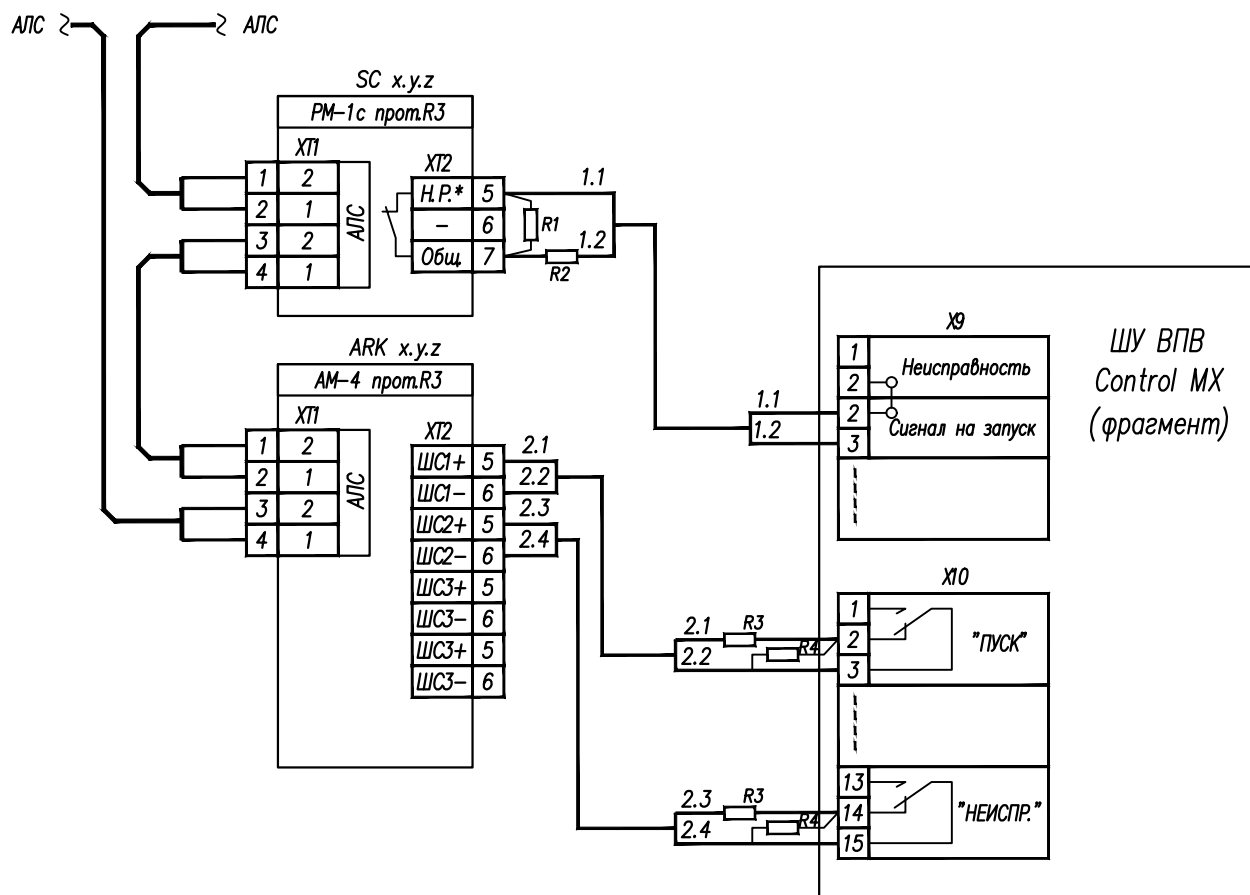 АЛС
АЛС
SC x.y.z
РМ-1с прот.R3
ХТ1
1 2
2 1
3 2
4 1
АЛС
ХТ2
Н.Р.* 5
- 6
Общ 7
R1
R2
1.1
1.2
ARK x.y.z
АМ-4 прот.R3
ХТ1
1 2
2 1
3 2
4 1
АЛС
ХТ2
ШС1+ 5
ШС1- 6
ШС2+ 5
ШС2- 6
ШС3+ 5
ШС3- 6
ШС3+ 5
ШС3- 6
2.1
2.2
2.3
2.4
ШУ ВПВ
Control MX
(фрагмент)
X9
1
2
Неисправность
2
3
Сигнал на запуск
1.1
1.2
X10
1
2
3
"ПУСК"
2.1 R3
2.2 R4
13
14
15
"НЕИСПР."
2.3 R3
2.4 R4